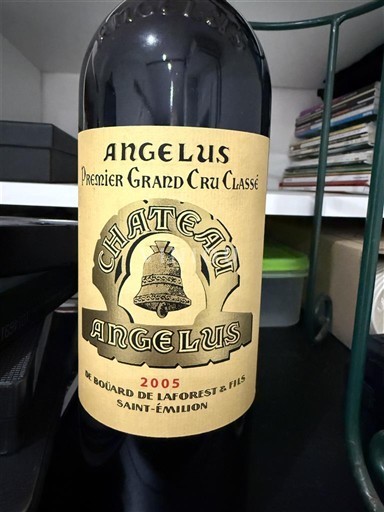 ANGELUS
PREMIER GRAND CRU CLASSÉ
CHATEAU
ANGELUS
2005
DE BOÜARD DE LAFOREST & FILS
SAINT-ÉMILION